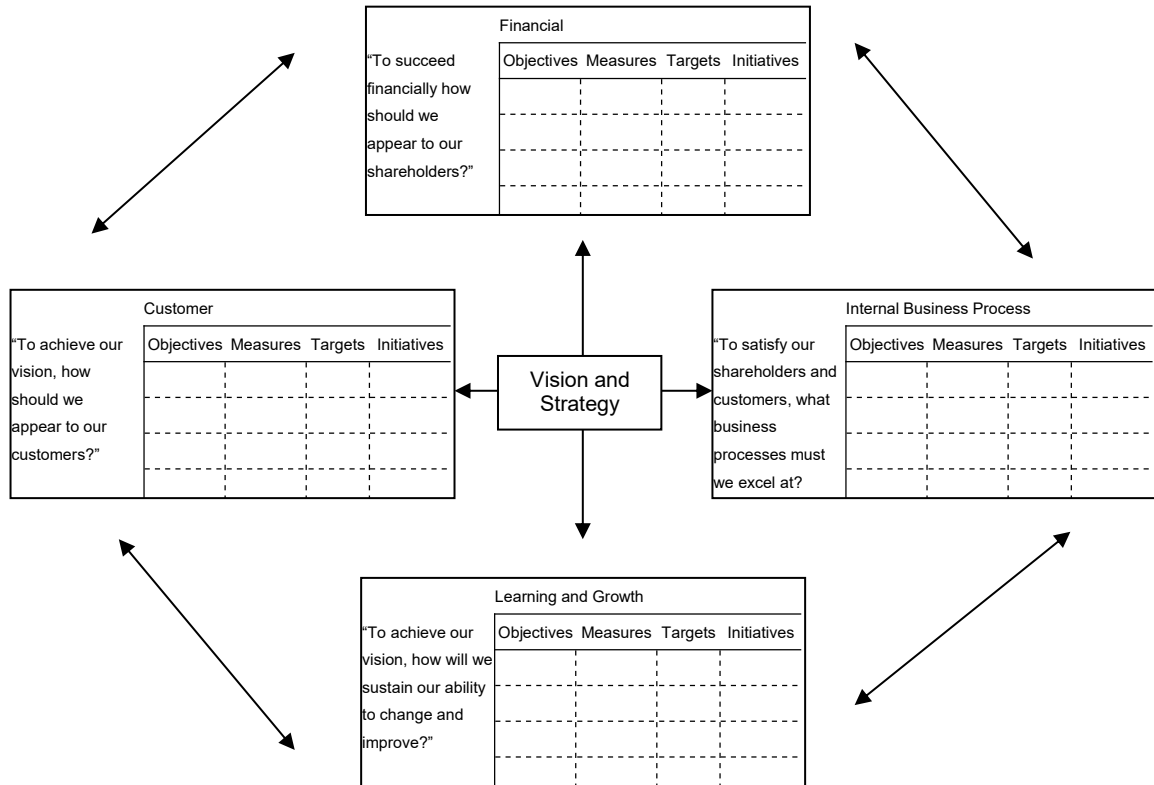 Financial
“To succeed
financially how
should we
appear to our
shareholders?”
Objectives Measures Targets Initiatives
Customer
“To achieve our
vision, how
should we
appear to our
customers?”
Objectives Measures Targets Initiatives
Vision and
Strategy
Internal Business Process
“To satisfy our
shareholders and
customers, what
business
processes must
we excel at?
Objectives Measures Targets Initiatives
Learning and Growth
“To achieve our
vision, how will we
sustain our ability
to change and
improve?”
Objectives Measures Targets Initiatives